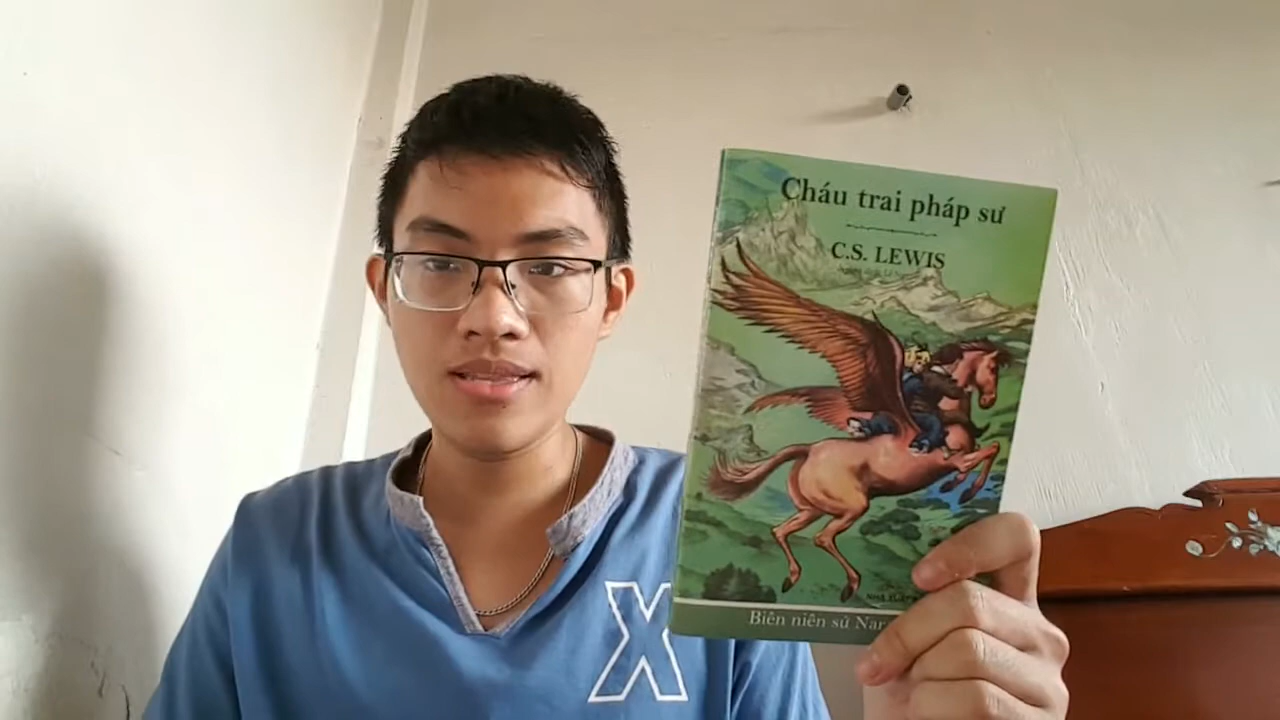 Cháu trai pháp sư
C.S. LEWIS
Biên niên sử
X